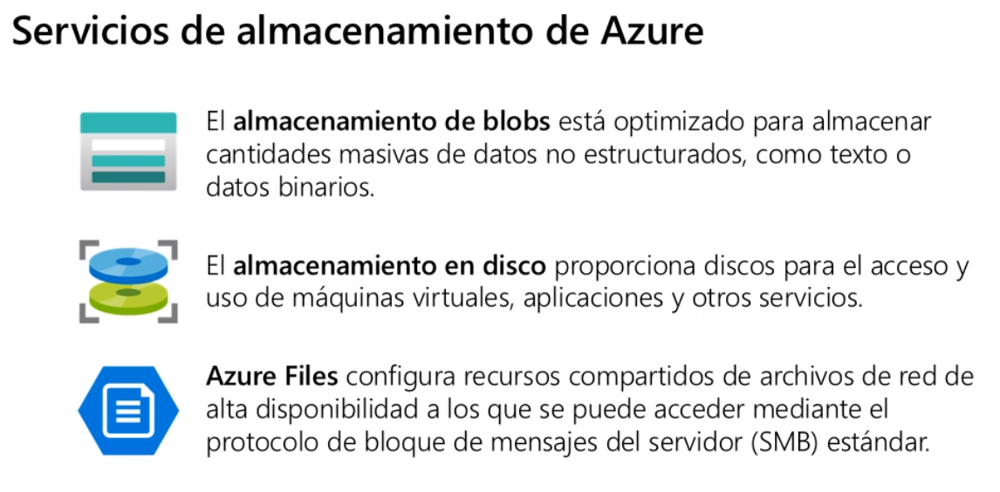 Servicios de almacenamiento de Azure
El almacenamiento de blobs está optimizado para almacenar
cantidades masivas de datos no estructurados, como texto o
datos binarios.
El almacenamiento en disco proporciona discos para el acceso y
uso de máquinas virtuales, aplicaciones y otros servicios.
Azure Files configura recursos compartidos de archivos de red de
alta disponibilidad a los que se puede acceder mediante el
protocolo de bloque de mensajes del servidor (SMB) estándar.